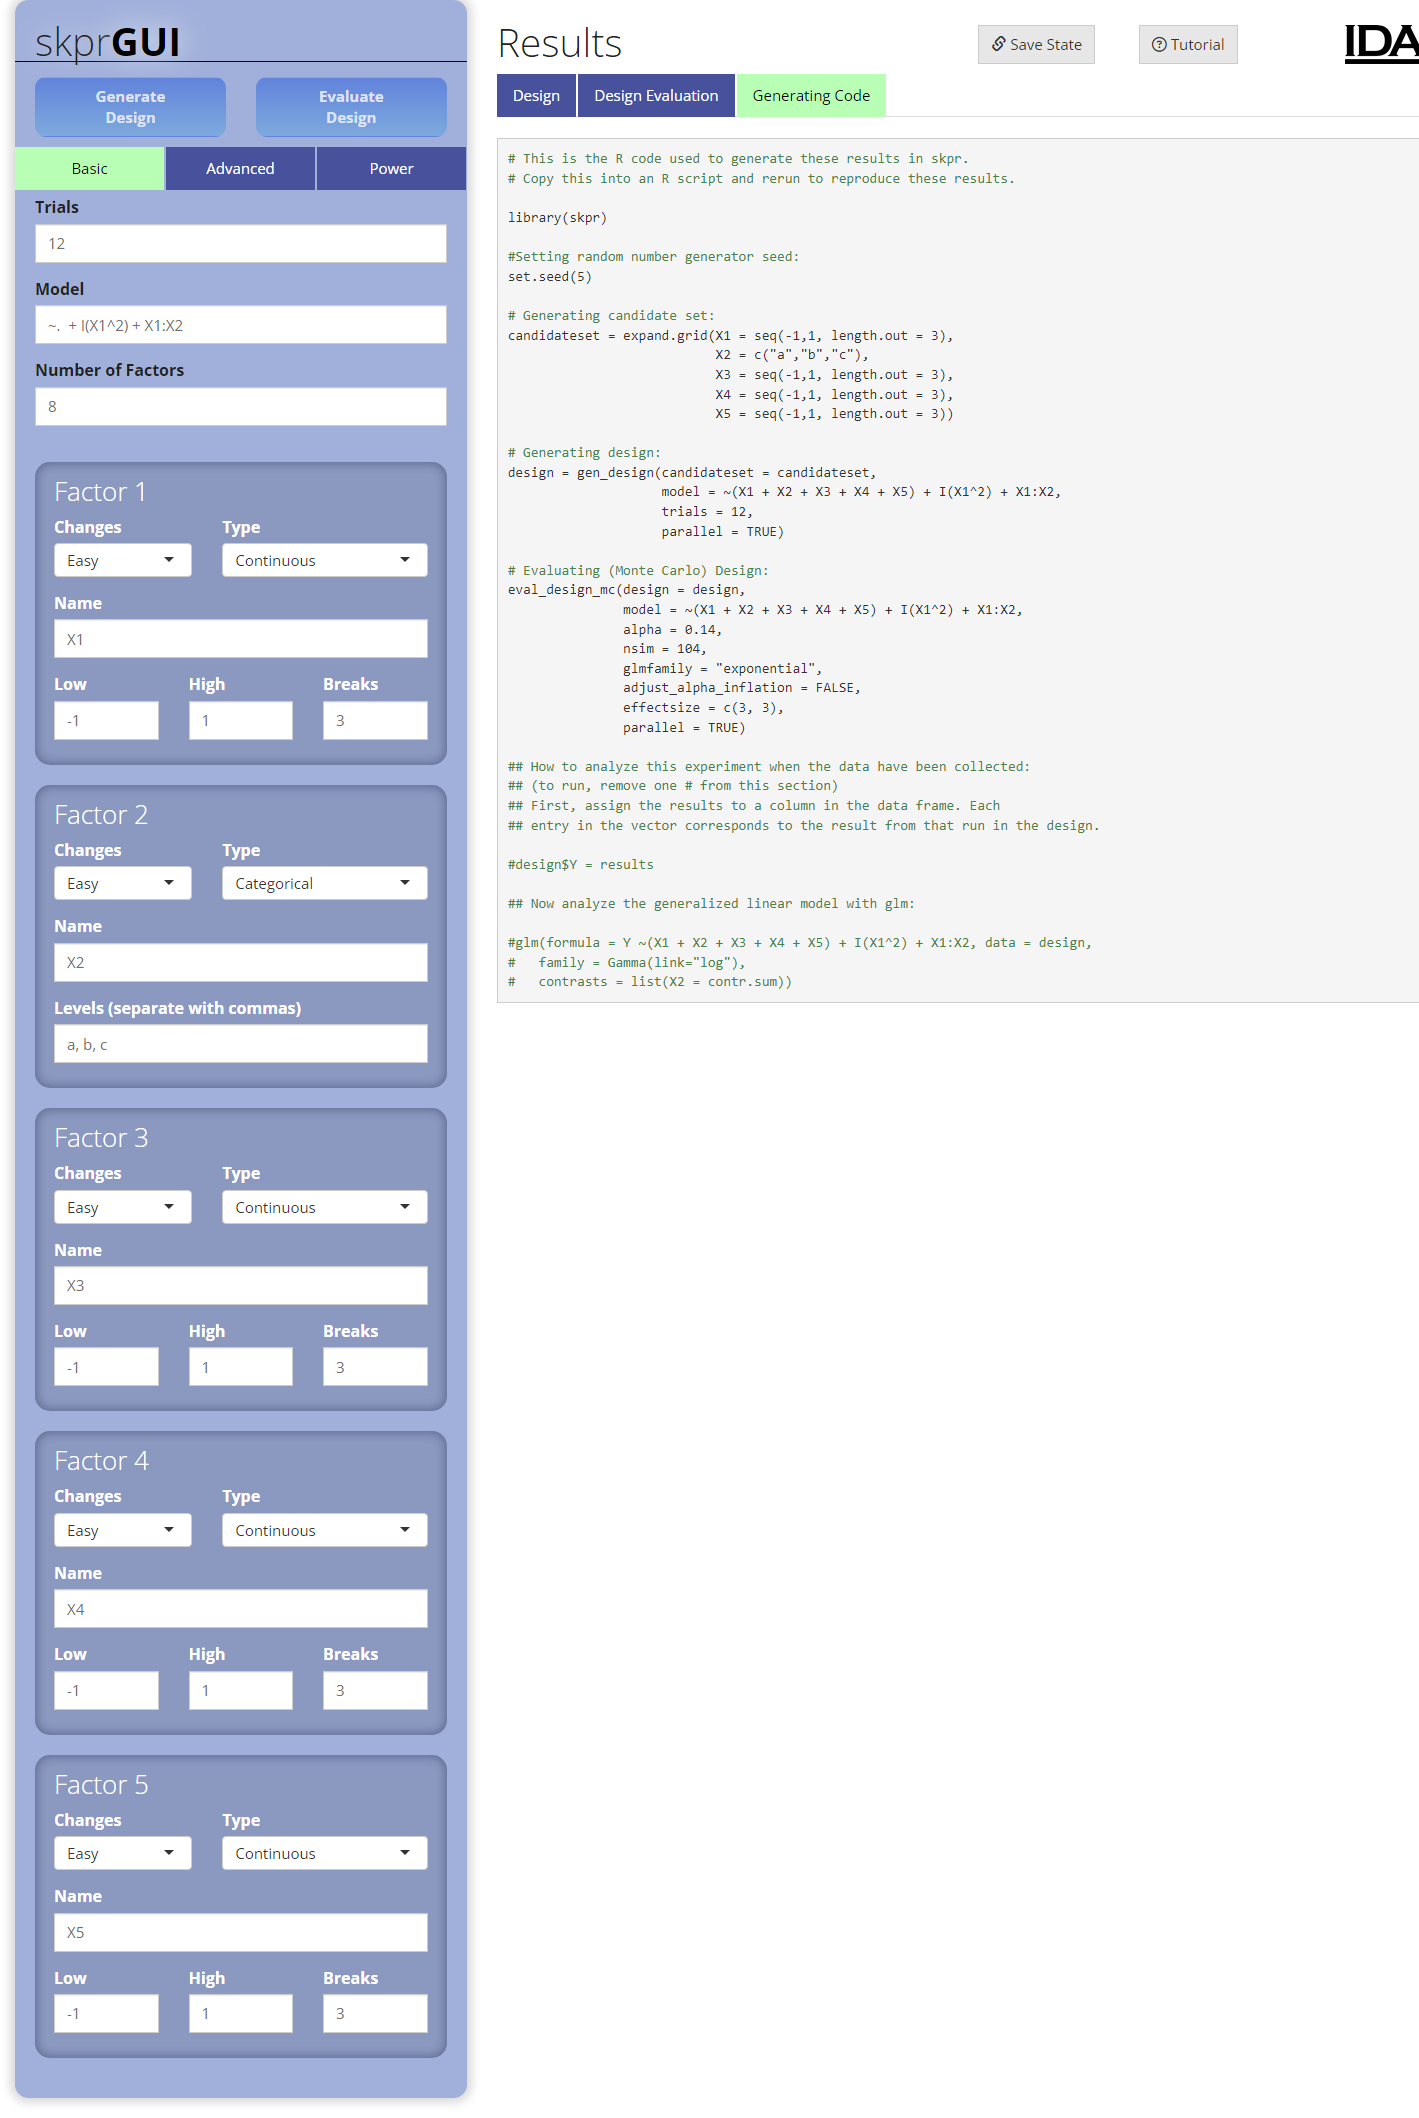 skprGUI
Generate Design
Evaluate Design
Basic
Advanced
Power
Trials
12
Model
~. + I(X1^2) + X1:X2
Number of Factors
8
Factor 1
Changes
Type
Easy
Continuous
Name
X1
Low
High
Breaks
-1
1
3
Factor 2
Changes
Type
Easy
Categorical
Name
X2
Levels (separate with commas)
a, b, c
Factor 3
Changes
Type
Easy
Continuous
Name
X3
Low
High
Breaks
-1
1
3
Factor 4
Changes
Type
Easy
Continuous
Name
X4
Low
High
Breaks
-1
1
3
Factor 5
Changes
Type
Easy
Continuous
Name
X5
Low
High
Breaks
-1
1
3
Results
Save State
Tutorial
IDA
Design
Design Evaluation
Generating Code
# This is the R code used to generate these results in skpr.
# Copy this into an R script and rerun to reproduce these results.
library(skpr)
#Setting random number generator seed:
set.seed(5)
# Generating candidate set:
candidateset = expand.grid(X1 = seq(-1,1, length.out = 3),
X2 = c("a","b","c"),
X3 = seq(-1,1, length.out = 3),
X4 = seq(-1,1, length.out = 3),
X5 = seq(-1,1, length.out = 3))
# Generating design:
design = gen_design(candidateset = candidateset,
model = ~(X1 + X2 + X3 + X4 + X5) + I(X1^2) + X1:X2,
trials = 12,
parallel = TRUE)
# Evaluating (Monte Carlo) Design:
eval_design_mc(design = design,
model = ~(X1 + X2 + X3 + X4 + X5) + I(X1^2) + X1:X2,
alpha = 0.14,
nsim = 104,
glmfamily = "exponential",
adjust_alpha_inflation = FALSE,
effectsize = c(3, 3),
parallel = TRUE)
## How to analyze this experiment when the data have been collected:
## (to run, remove one # from this section)
## First, assign the results to a column in the data frame. Each
## entry in the vector corresponds to the result from that run in the design.
#design$Y = results
## Now analyze the generalized linear model with glm:
#glm(formula = Y ~(X1 + X2 + X3 + X4 + X5) + I(X1^2) + X1:X2, data = design,
# family = Gamma(link="log"),
# contrasts = list(X2 = contr.sum))